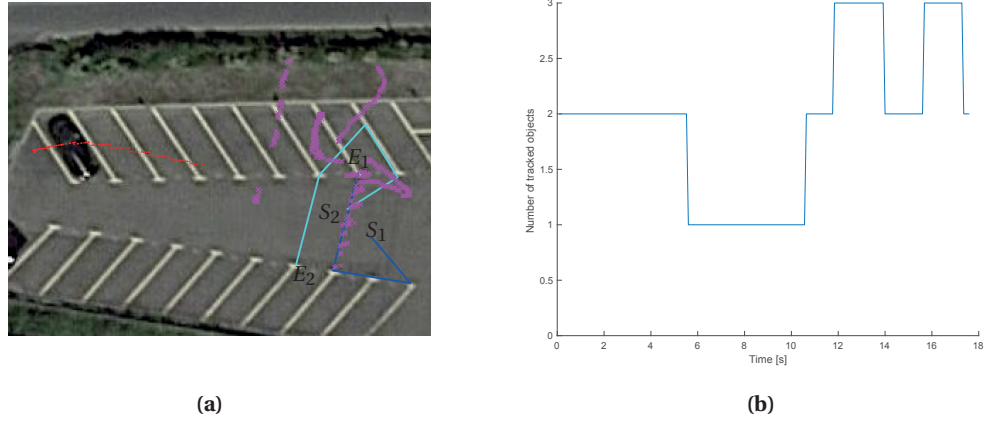 E1
S2
S1
E2
(a)
Number of tracked objects
3
2.5
2
1.5
1
0.5
0
0 2 4 6 8 10 12 14 16 18
Time [s]
(b)